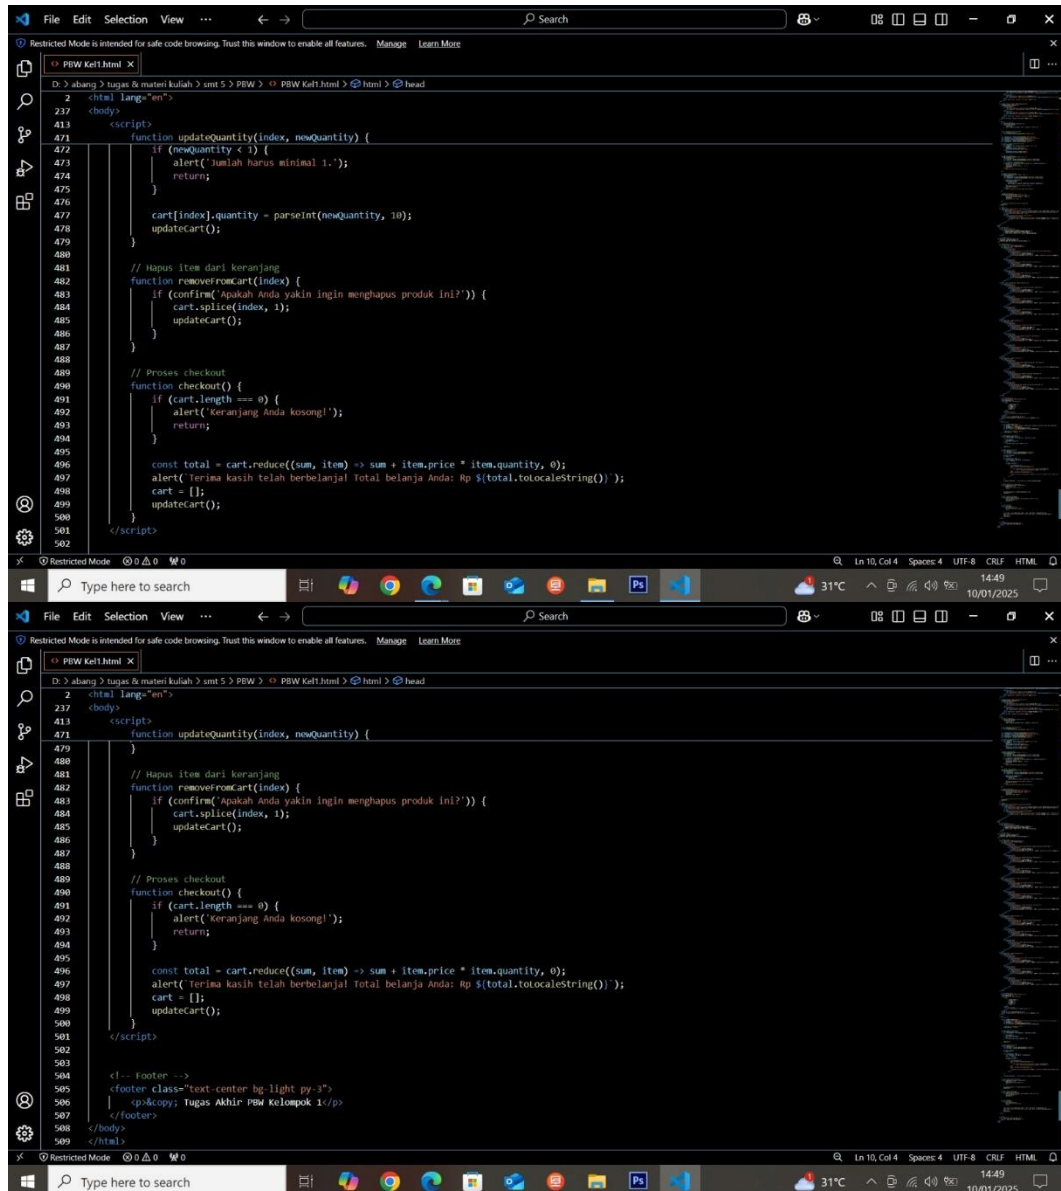 File Edit Selection View ... Search
Restricted Mode is intended for safe code browsing. Trust this window to enable all features. Manage Learn More
PBW Kel1.html
D: > abang > tugas & materi kuliah > smt 5 > PBW > PBW Kel1.html > html > head
2 <html lang="en">
237 <body>
413 <script>
471 function updateQuantity(index, newQuantity) {
472 if (newQuantity < 1) {
473 alert('Jumlah harus minimal 1.');
474 return;
475 }
476
477 cart[index].quantity = parseInt(newQuantity, 10);
478 updateCart();
479 }
480
481 // Hapus item dari keranjang
482 function removeFromCart(index) {
483 if (confirm('Apakah Anda yakin ingin menghapus produk ini?')) {
484 cart.splice(index, 1);
485 updateCart();
486 }
487 }
488
489 // Proses checkout
490 function checkout() {
491 if (cart.length === 0) {
492 alert('Keranjang Anda kosong!');
493 return;
494 }
495
496 const total = cart.reduce((sum, item) => sum + item.price * item.quantity, 0);
497 alert(`Terima kasih telah berbelanja! Total belanja Anda: Rp ${total.toLocaleString()}`);
498 cart = [];
499 updateCart();
500 }
501 </script>
502
Restricted Mode 0 0 0 Ln 10, Col 4 Spaces: 4 UTF-8 CRLF HTML
Type here to search Ps 1 31°C 14:49
10/01/2025
File Edit Selection View ... Search
Restricted Mode is intended for safe code browsing. Trust this window to enable all features. Manage Learn More
PBW Kel1.html
D: > abang > tugas & materi kuliah > smt 5 > PBW > PBW Kel1.html > html > head
2 <html lang="en">
237 <body>
413 <script>
471 function updateQuantity(index, newQuantity) {
479 }
480
481 // Hapus item dari keranjang
482 function removeFromCart(index) {
483 if (confirm('Apakah Anda yakin ingin menghapus produk ini?')) {
484 cart.splice(index, 1);
485 updateCart();
486 }
487 }
488
489 // Proses checkout
490 function checkout() {
491 if (cart.length === 0) {
492 alert('Keranjang Anda kosong!');
493 return;
494 }
495
496 const total = cart.reduce((sum, item) => sum + item.price * item.quantity, 0);
497 alert(`Terima kasih telah berbelanja! Total belanja Anda: Rp ${total.toLocaleString()}`);
498 cart = [];
499 updateCart();
500 }
501 </script>
502
503
504 <!-- Footer -->
505 <footer class="text-center bg-light py-3">
506 <p>&copy; Tugas Akhir PBW Kelompok 1</p>
507 </footer>
508 </body>
509 </html>
Restricted Mode 0 0 0 Ln 10, Col 4 Spaces: 4 UTF-8 CRLF HTML
Type here to search Ps 1 31°C 14:49
10/01/2025